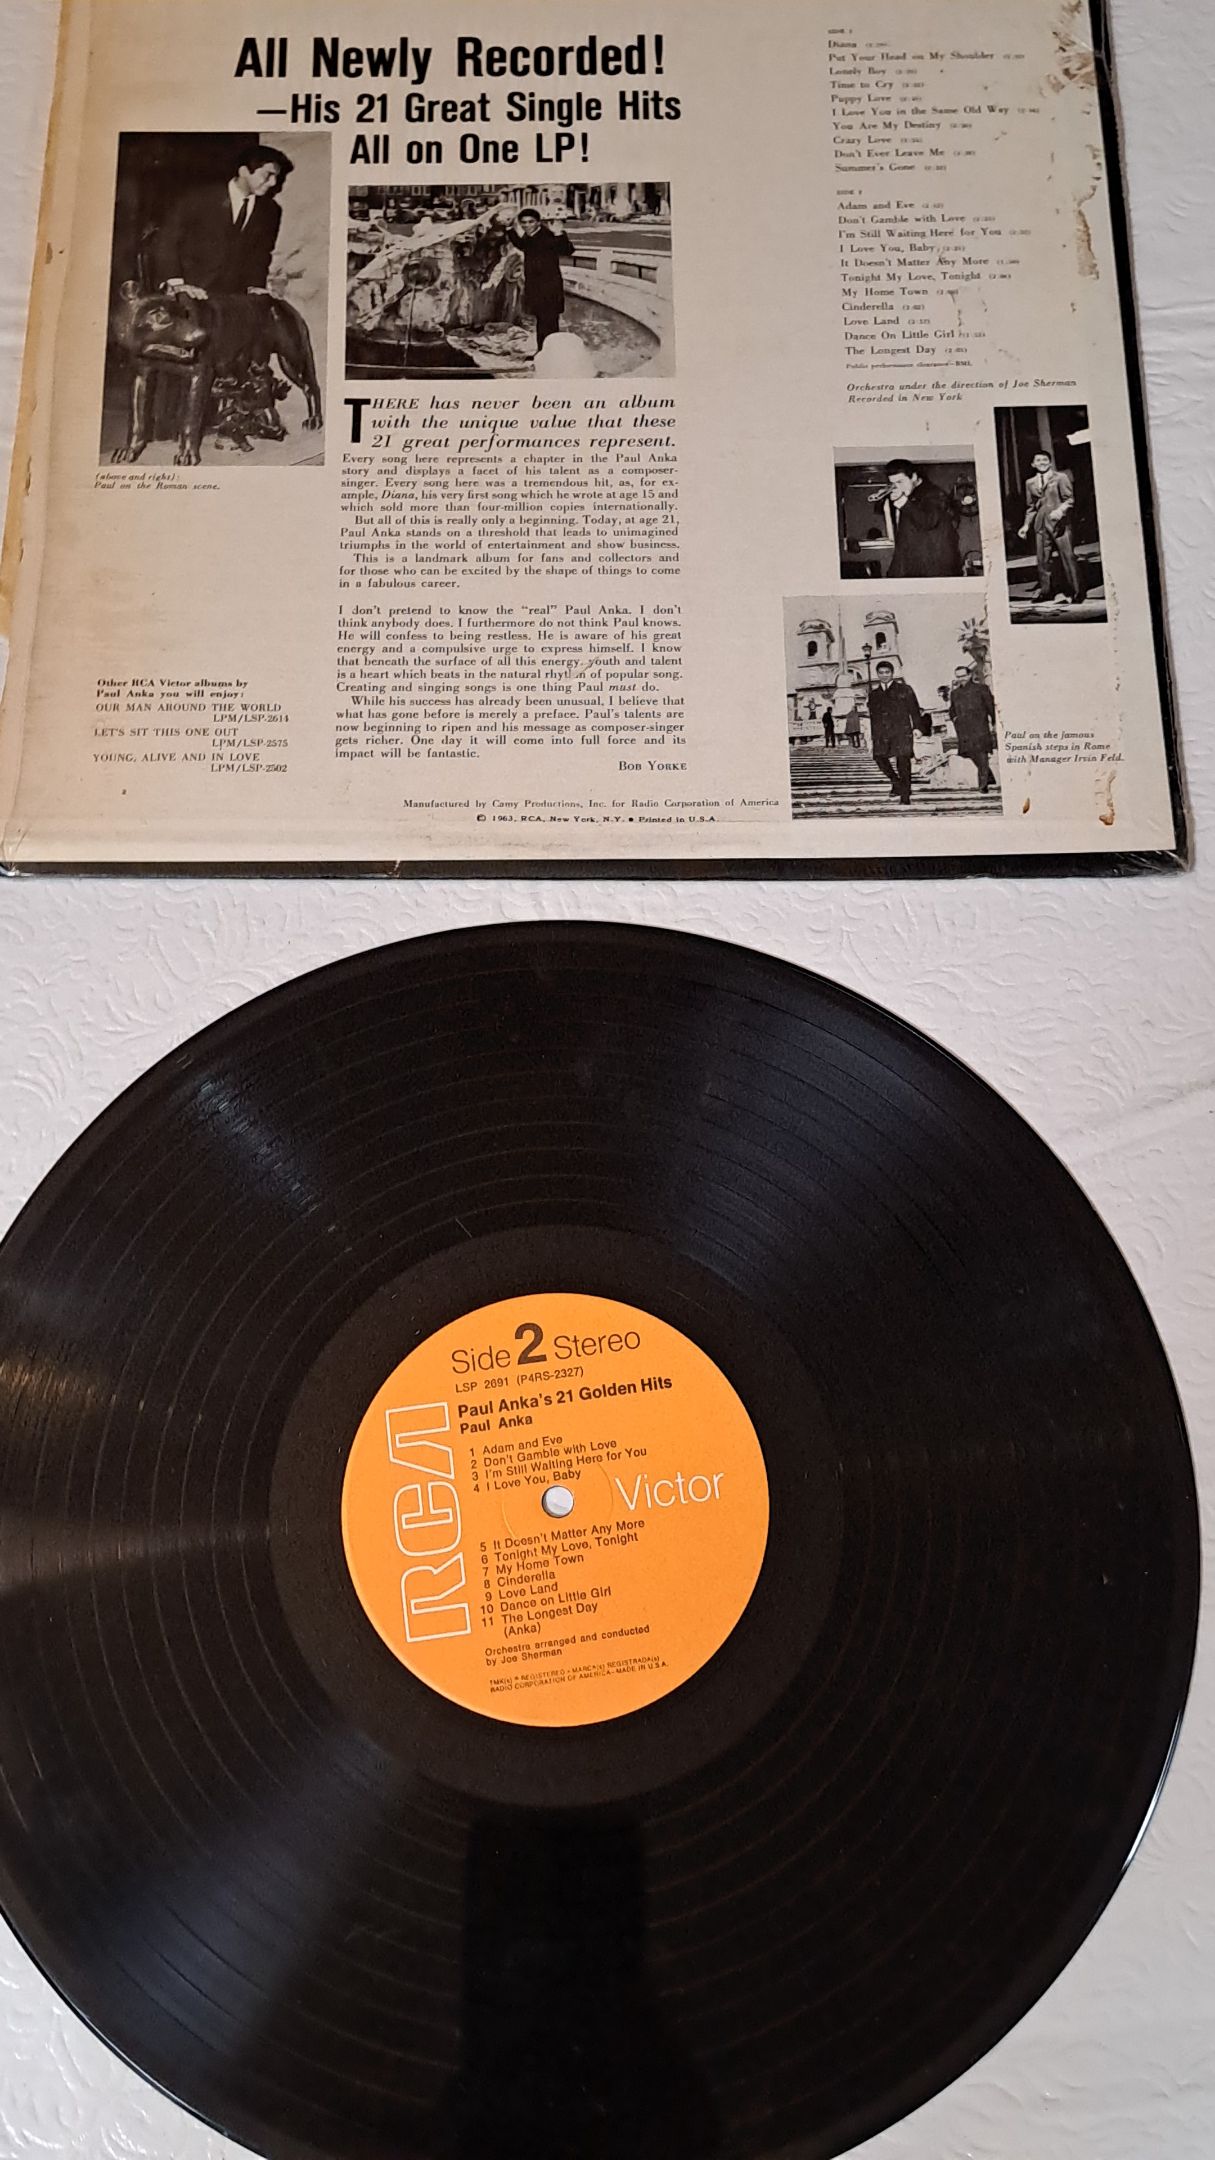 All Newly Recorded!
—His 21 Great Single Hits
All on One LP!
(above and right):
Paul on the Roman scene.
THERE has never been an album
with the unique value that these
21 great performances represent.
Every song here represents a chapter in the Paul Anka
story and displays a facet of his talent as a composer-
singer. Every song here was a tremendous hit, as, for ex-
ample, Diana, his very first song which he wrote at age 15 and
which sold more than four-million copies internationally.
But all of this is really only a beginning. Today, at age 21,
Paul Anka stands on a threshold that leads to unimagined
triumphs in the world of entertainment and show business.
This is a landmark album for fans and collectors and
for those who can be excited by the shape of things to come
in a fabulous career.
I don't pretend to know the "real" Paul Anka. I don't
think anybody does. I furthermore do not think Paul knows.
He will confess to being restless. He is aware of his great
energy and a compulsive urge to express himself. I know
that beneath the surface of all this energy, youth and talent
is a heart which beats in the natural rhythm of popular song.
Creating and singing songs is one thing Paul must do.
While his success has already been unusual, I believe that
what has gone before is merely a preface. Paul's talents are
now beginning to ripen and his message as composer-singer
gets richer. One day it will come into full force and its
impact will be fantastic.
BOB YORKE
Other RCA Victor albums by
Paul Anka you will enjoy:
OUR MAN AROUND THE WORLD
LPM/LSP-2614
LET'S SIT THIS ONE OUT
LPM/LSP-2575
YOUNG, ALIVE AND IN LOVE
LPM/LSP-2502
Manufactured by Camy Productions, Inc. for Radio Corporation of America
© 1963, RCA, New York, N.Y. • Printed in U.S.A.
SIDE 1
Diana
Put Your Head on My Shoulder
Lonely Boy
Time to Cry
Puppy Love
I Love You in the Same Old Way
You Are My Destiny
Crazy Love
Don't Ever Leave Me
Summer's Gone
SIDE 2
Adam and Eve
Don't Gamble with Love
I'm Still Waiting Here for You
I Love You, Baby
It Doesn't Matter Any More
Tonight My Love, Tonight
My Home Town
Cinderella
Love Land
Dance On Little Girl
The Longest Day
Public performance clearance—BMI.
Orchestra under the direction of Joe Sherman
Recorded in New York
Paul on the famous
Spanish steps in Rome
with Manager Irvin Feld.
Side 2 Stereo
LSP 2691 (P4RS-2327)
Paul Anka's 21 Golden Hits
Paul Anka
1 Adam and Eve
2 Don't Gamble with Love
3 I'm Still Waiting Here for You
4 I Love You, Baby
RCA
Victor
5 It Doesn't Matter Any More
6 Tonight My Love, Tonight
7 My Home Town
8 Cinderella
9 Love Land
10 Dance on Little Girl
11 The Longest Day
(Anka)
Orchestra arranged and conducted
by Joe Sherman
TMK(s) ® REGISTERED • MARCA(s) REGISTRADA(s)
RADIO CORPORATION OF AMERICA–MADE IN U.S.A.